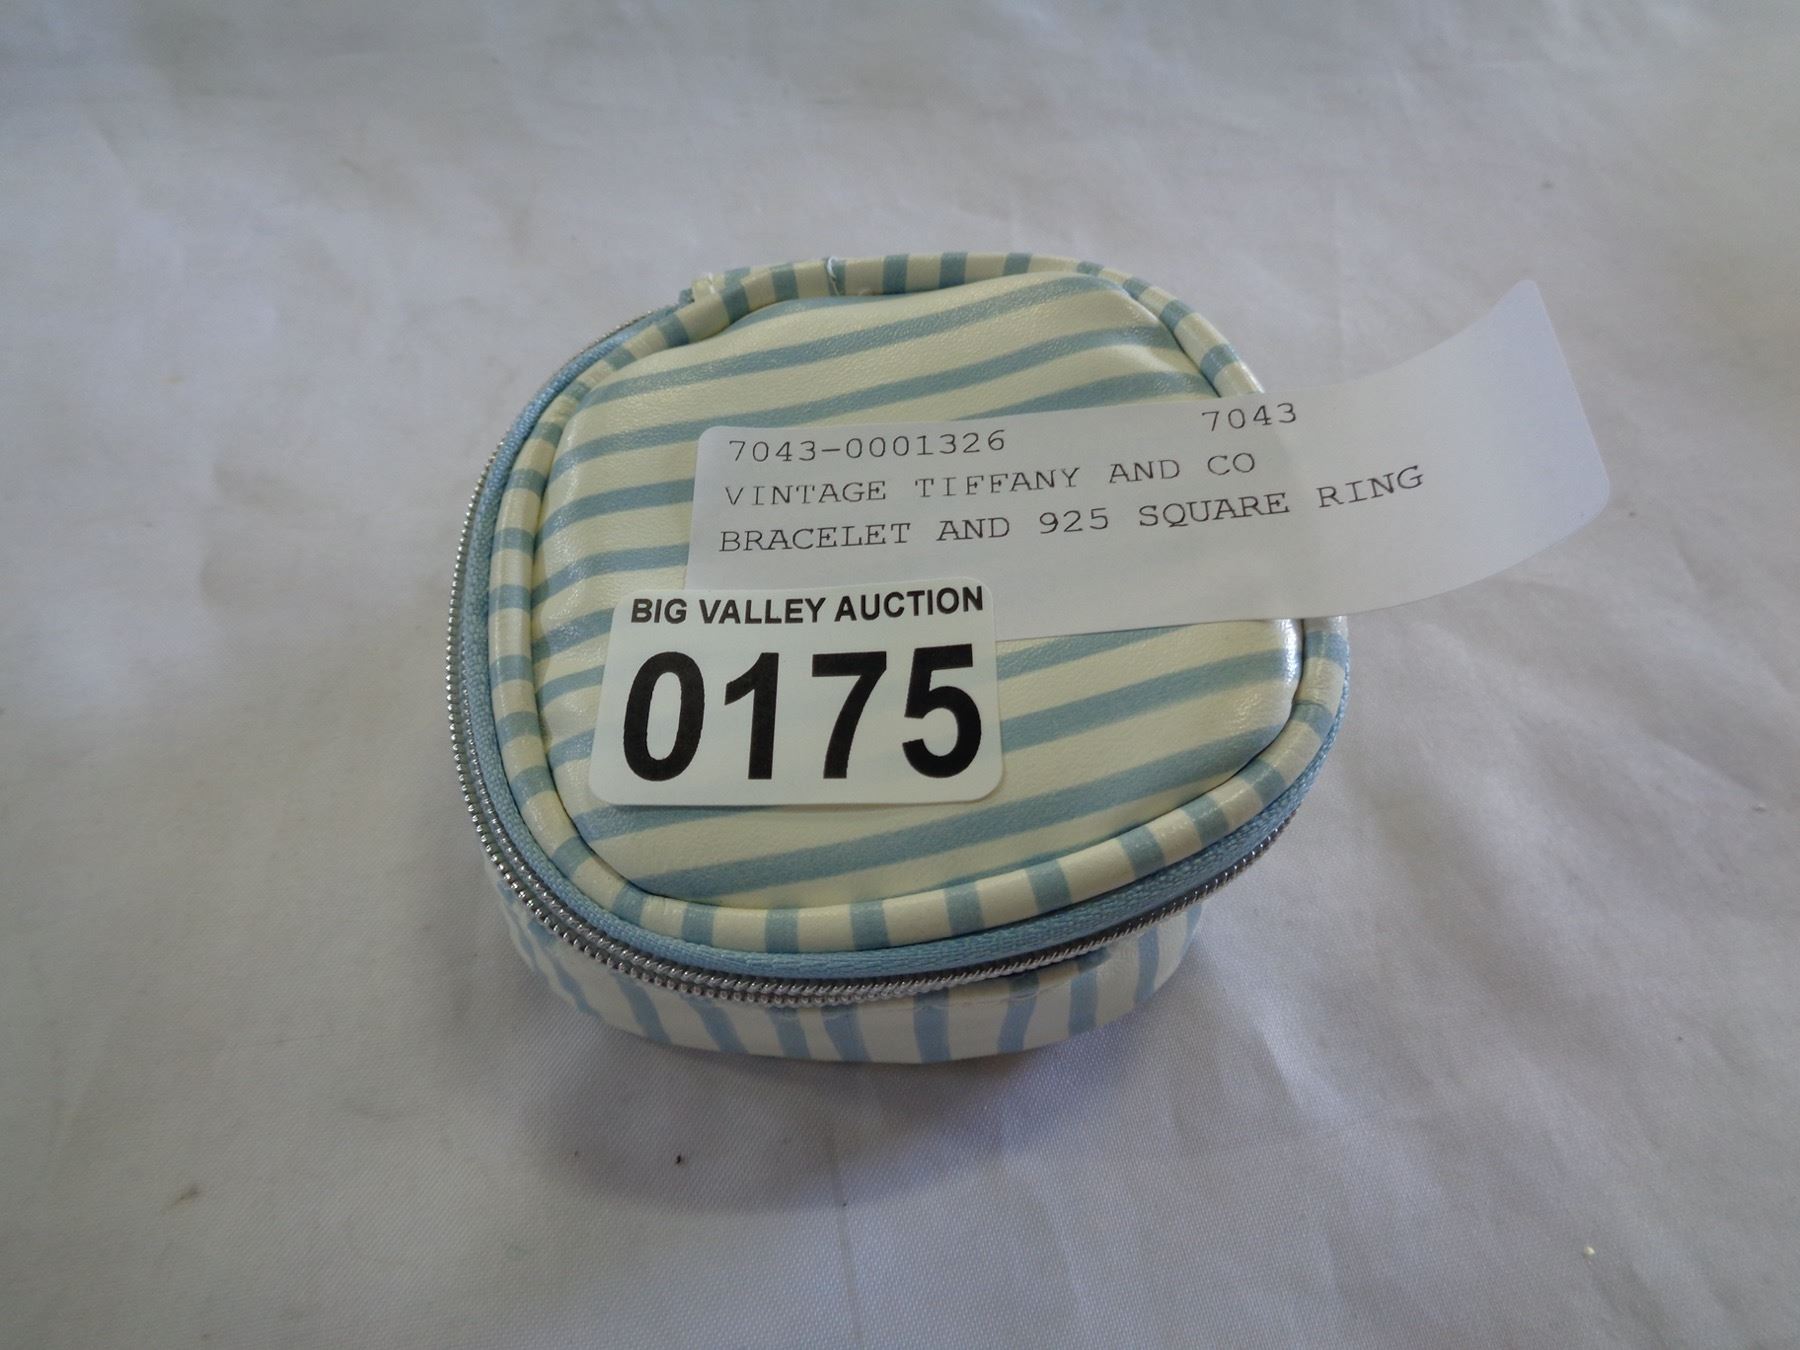 7043-0001326 7043
VINTAGE TIFFANY AND CO
BRACELET AND 925 SQUARE RING
BIG VALLEY AUCTION
0175